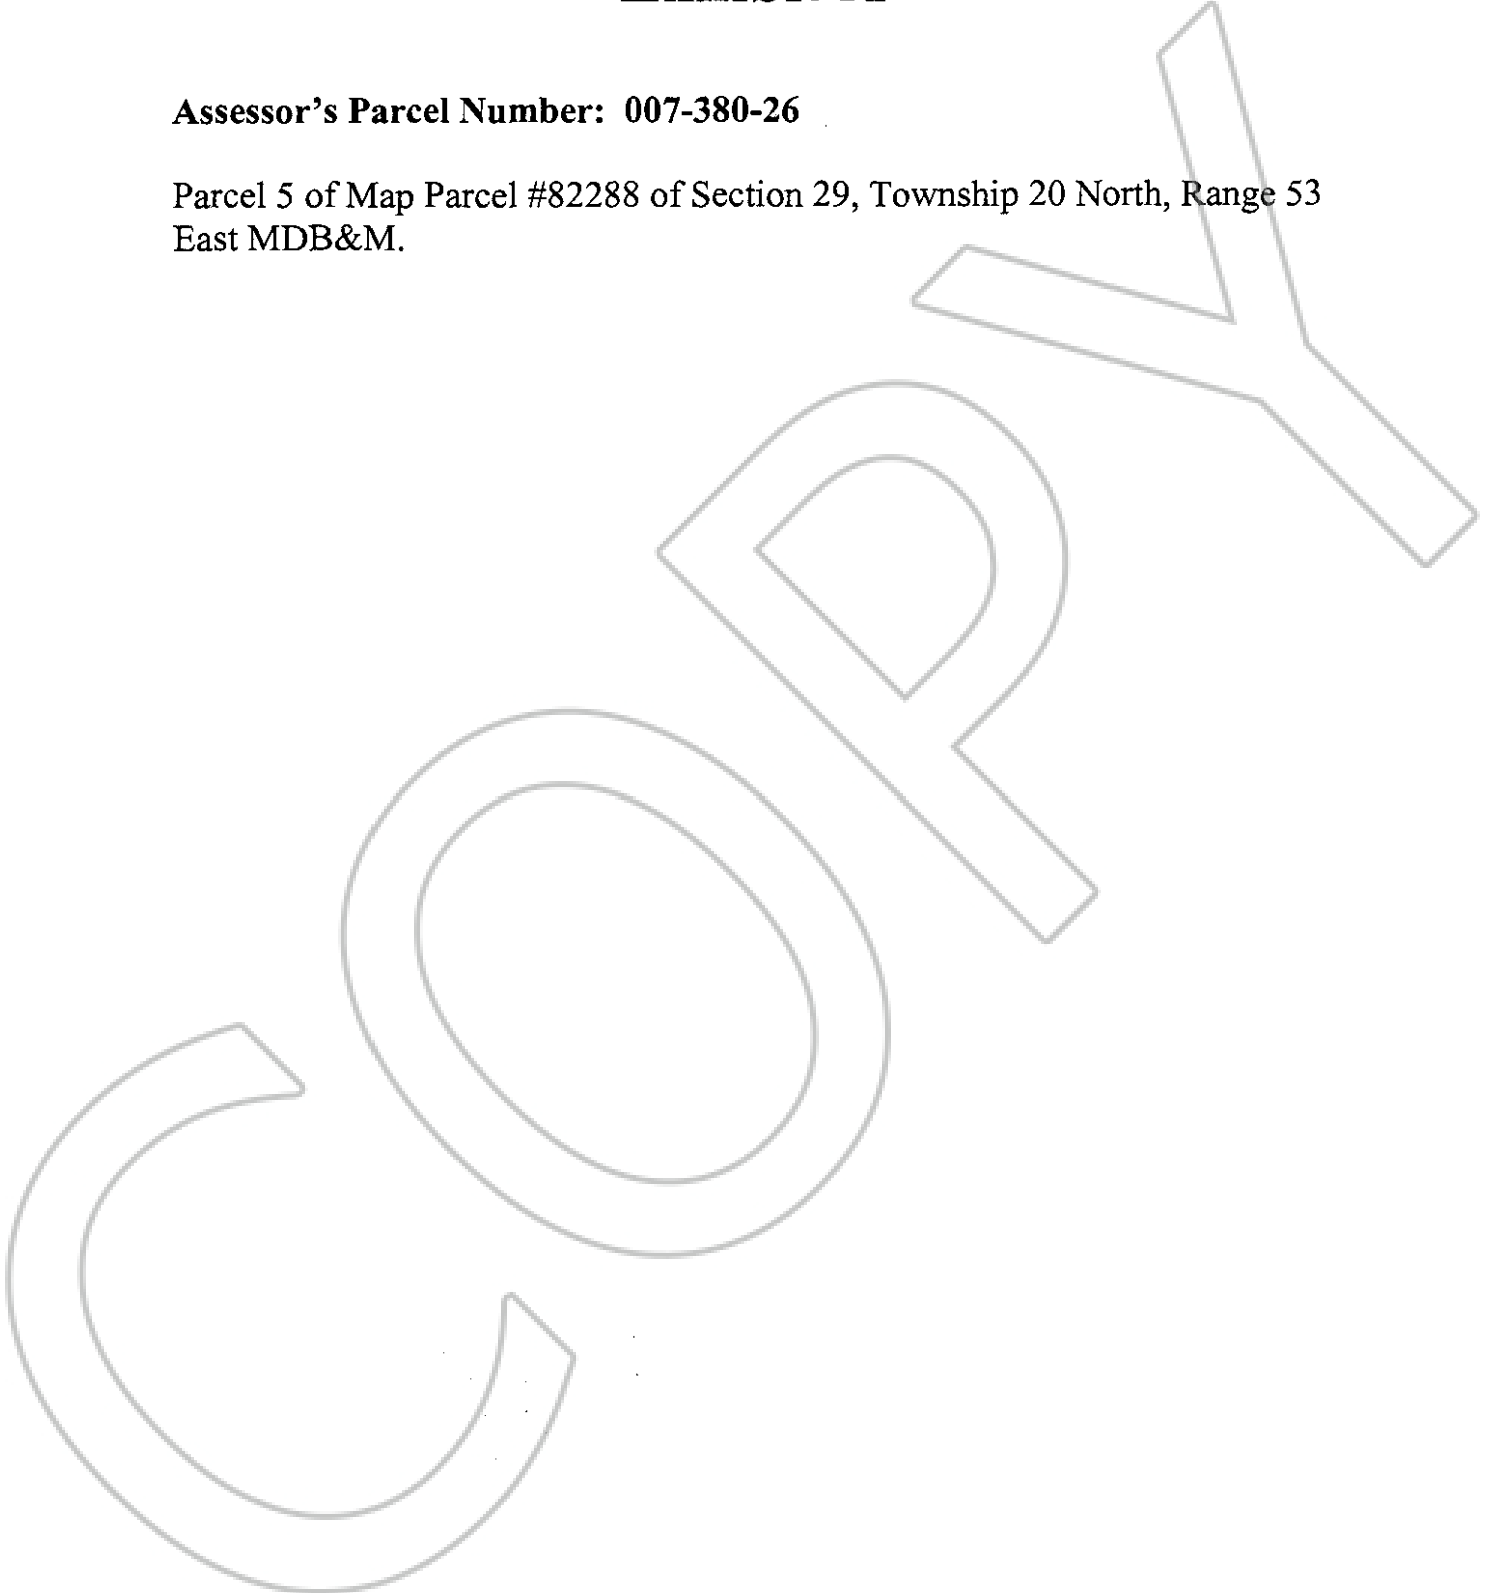 Assessor's Parcel Number: 007-380-26
Parcel 5 of Map Parcel #82288 of Section 29, Township 20 North, Range 53
East MDB&M.
COPY